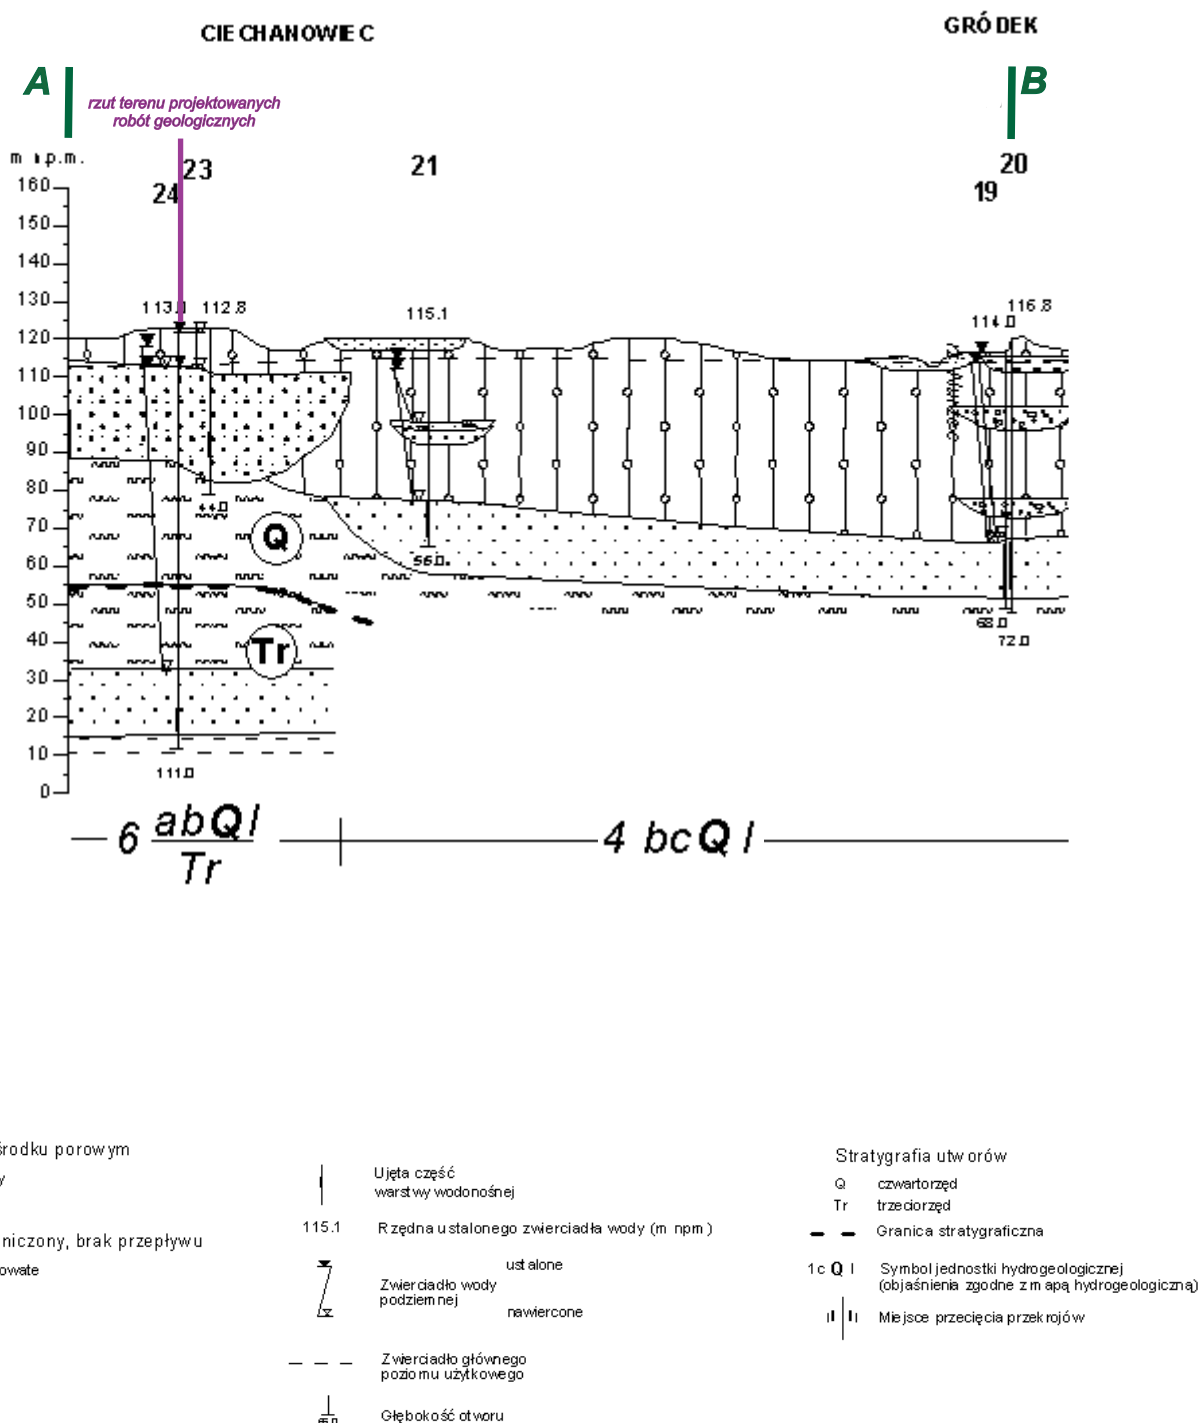 CIECHANOWIEC
GRÓDEK
A
B
rzut terenu projektowanych
robót geologicznych
m n.p.m.
23
21
20
24
19
160
150
140
130
120
110
100
90
80
70
60
50
40
30
20
10
0
113.0
112.8
115.1
114.0
116.8
44.0
Q
56.0
Tr
68.0
72.0
111.0
6 abQI
Tr
4 bcQ I
środku porowym
y
niczony, brak przepływu
owate
Ujęta część
warstwy wodonośnej
115.1 Rzędna ustalonego zwierciadła wody (m npm)
ustalone
Zwierciadło wody
podziemnej
nawiercone
Zwierciadło głównego
poziomu użytkowego
Głębokość otworu
Stratygrafia utworów
Q czwartorzęd
Tr trzeciorzęd
Granica stratygraficzna
1c Q I Symbol jednostki hydrogeologicznej
(objaśnienia zgodne z mapą hydrogeologiczną)
Miejsce przecięcia przekrojów